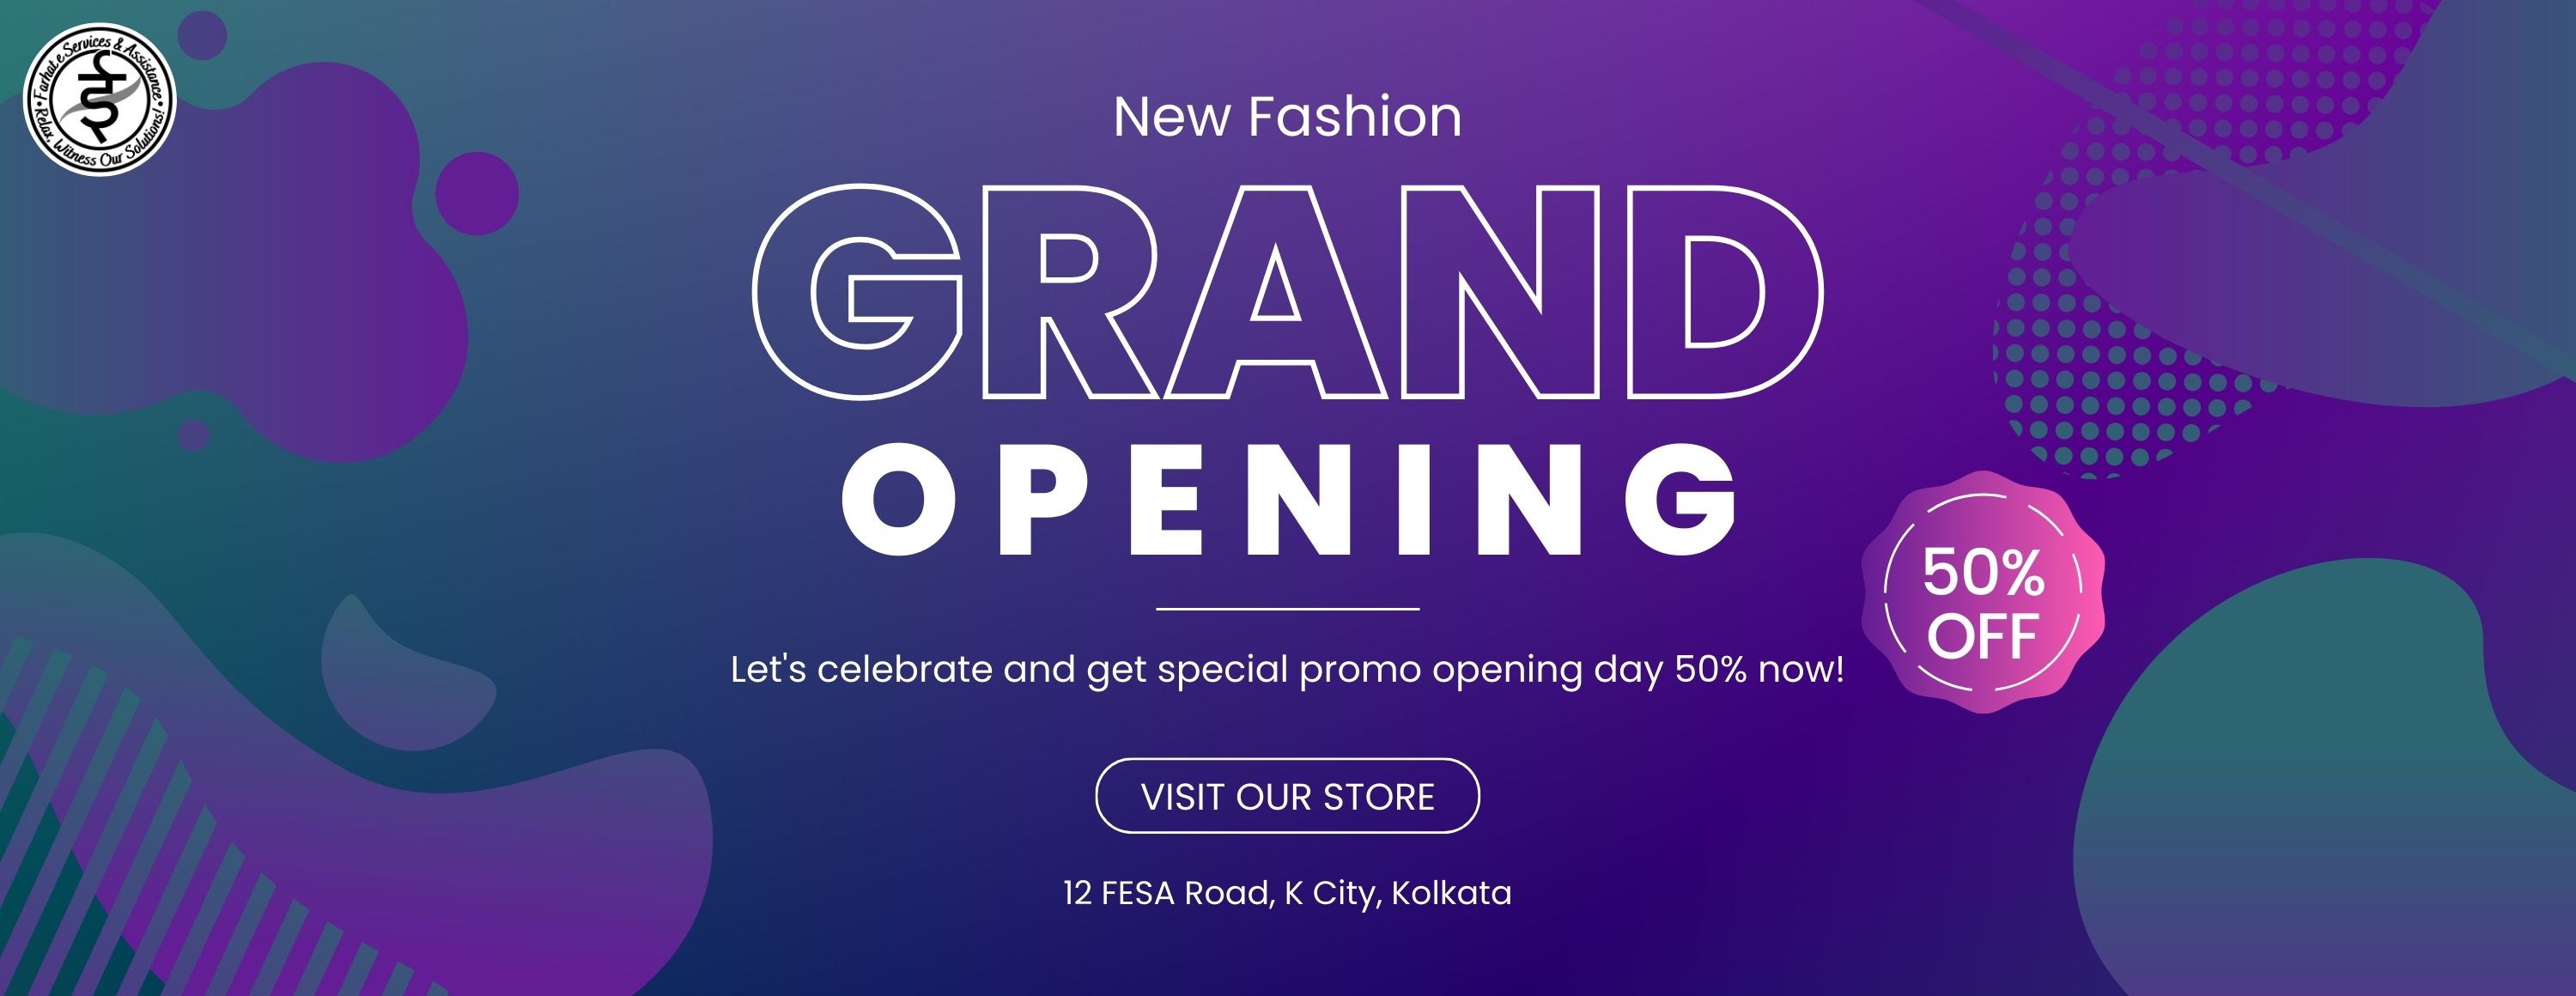 •Farhat e Services & Assistance•
Relax, Witness Our Solutions!
ई
New Fashion
GRAND
OPENING
Let's celebrate and get special promo opening day 50% now!
50%
OFF
VISIT OUR STORE
12 FESA Road, K City, Kolkata